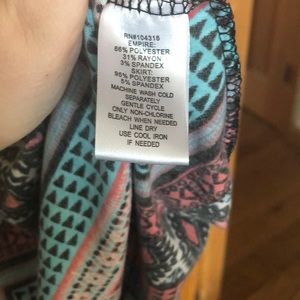 RN#104316
EMPIRE:
66% POLYESTER
31% RAYON
3% SPANDEX
SKIRT:
95% POLYESTER
5% SPANDEX
MACHINE WASH COLD
SEPARATELY
GENTLE CYCLE
ONLY NON-CHLORINE
BLEACH WHEN NEEDED
LINE DRY
USE COOL IRON
IF NEEDED